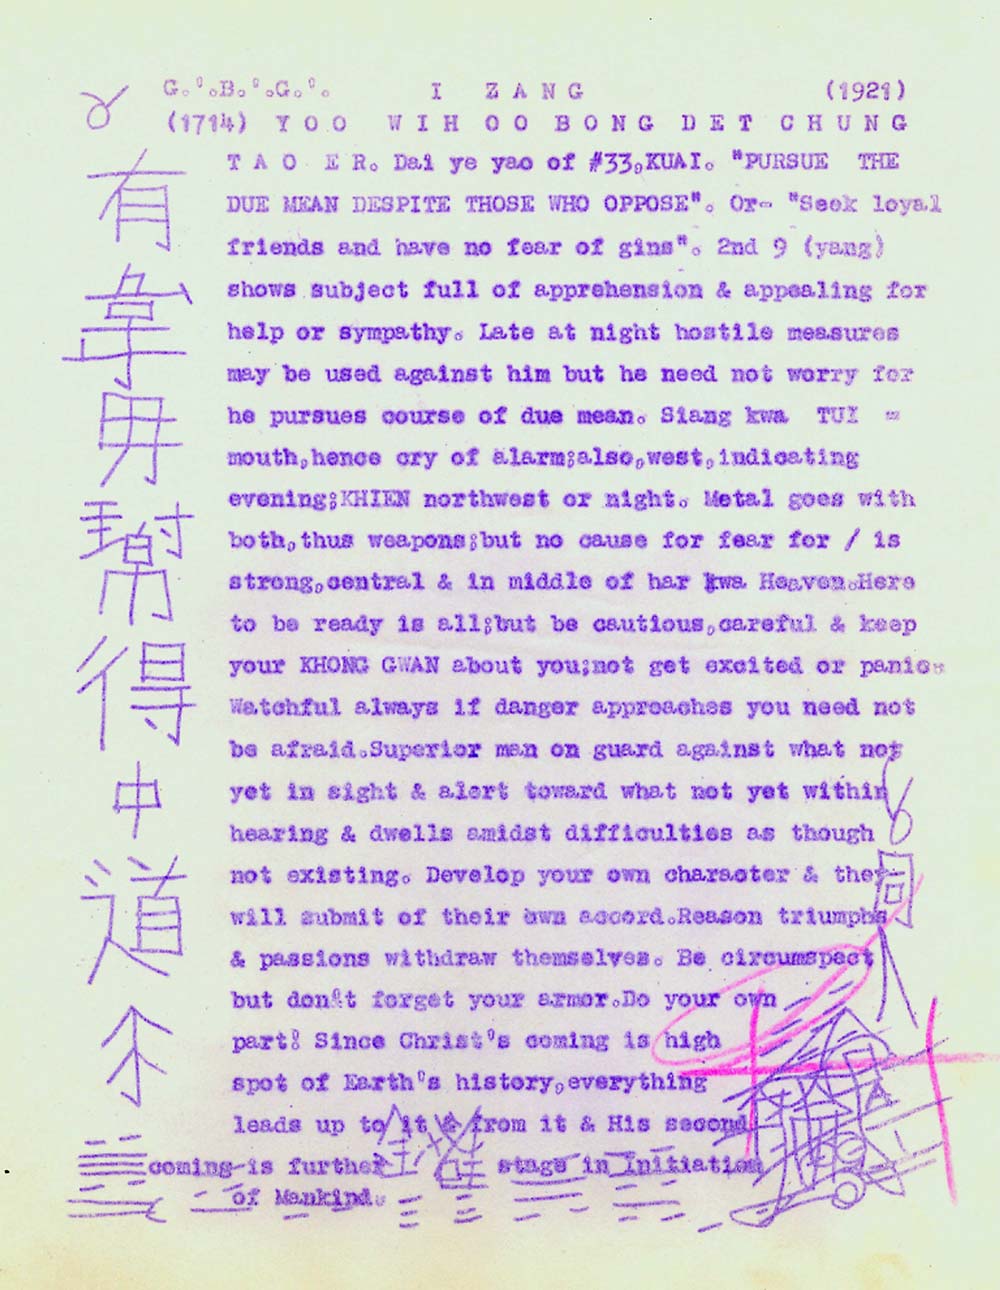 G.'.B.'.G.'. I ZANG (1921)
(1714) YOO WIH OO BONG DET CHUNG
TAO ER. Dai ye yao of #33,KUAI. "PURSUE THE
DUE MEAN DESPITE THOSE WHO OPPOSE". Or- "Seek loyal
friends and have no fear of gins". 2nd 9 (yang)
shows subject full of apprehension & appealing for
help or sympathy. Late at night hostile measures
may be used against him but he need not worry for
he pursues course of due mean. Siang kwa TUI =
mouth,hence cry of alarm;also,west,indicating
evening;KHIEN northwest or night. Metal goes with
both,thus weapons;but no cause for fear for / is
strong,central & in middle of har kwa Heaven.Here
to be ready is all;but be cautious,careful & keep
your KHONG GWAN about you;not get excited or panic.
Watchful always if danger approaches you need not
be afraid.Superior man on guard against what not
yet in sight & alert toward what not yet within
hearing & dwells amidst difficulties as though
not existing. Develop your own character & the
will submit of their own accord.Reason triumphs
& passions withdraw themselves. Be circumspect
but don't forget your armor.Do your own
part! Since Christ's coming is high
spot of Earth's history,everything
leads up to it & from it & His second
coming is further stage in Initiation
of Mankind.
有
得
中
道